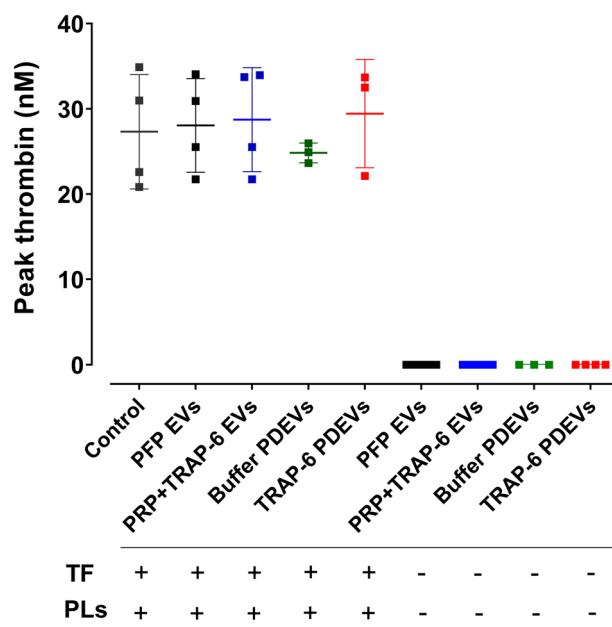 Peak thrombin (nM)
40
30
20
10
0
Control
PFP EVs
PRP+TRAP-6 EVs
Buffer PDEVs
TRAP-6 PDEVs
PFP EVs
PRP+TRAP-6 EVs
Buffer PDEVs
TRAP-6 PDEVs
TF + + + + + - - - -
PLs + + + + + - - - -